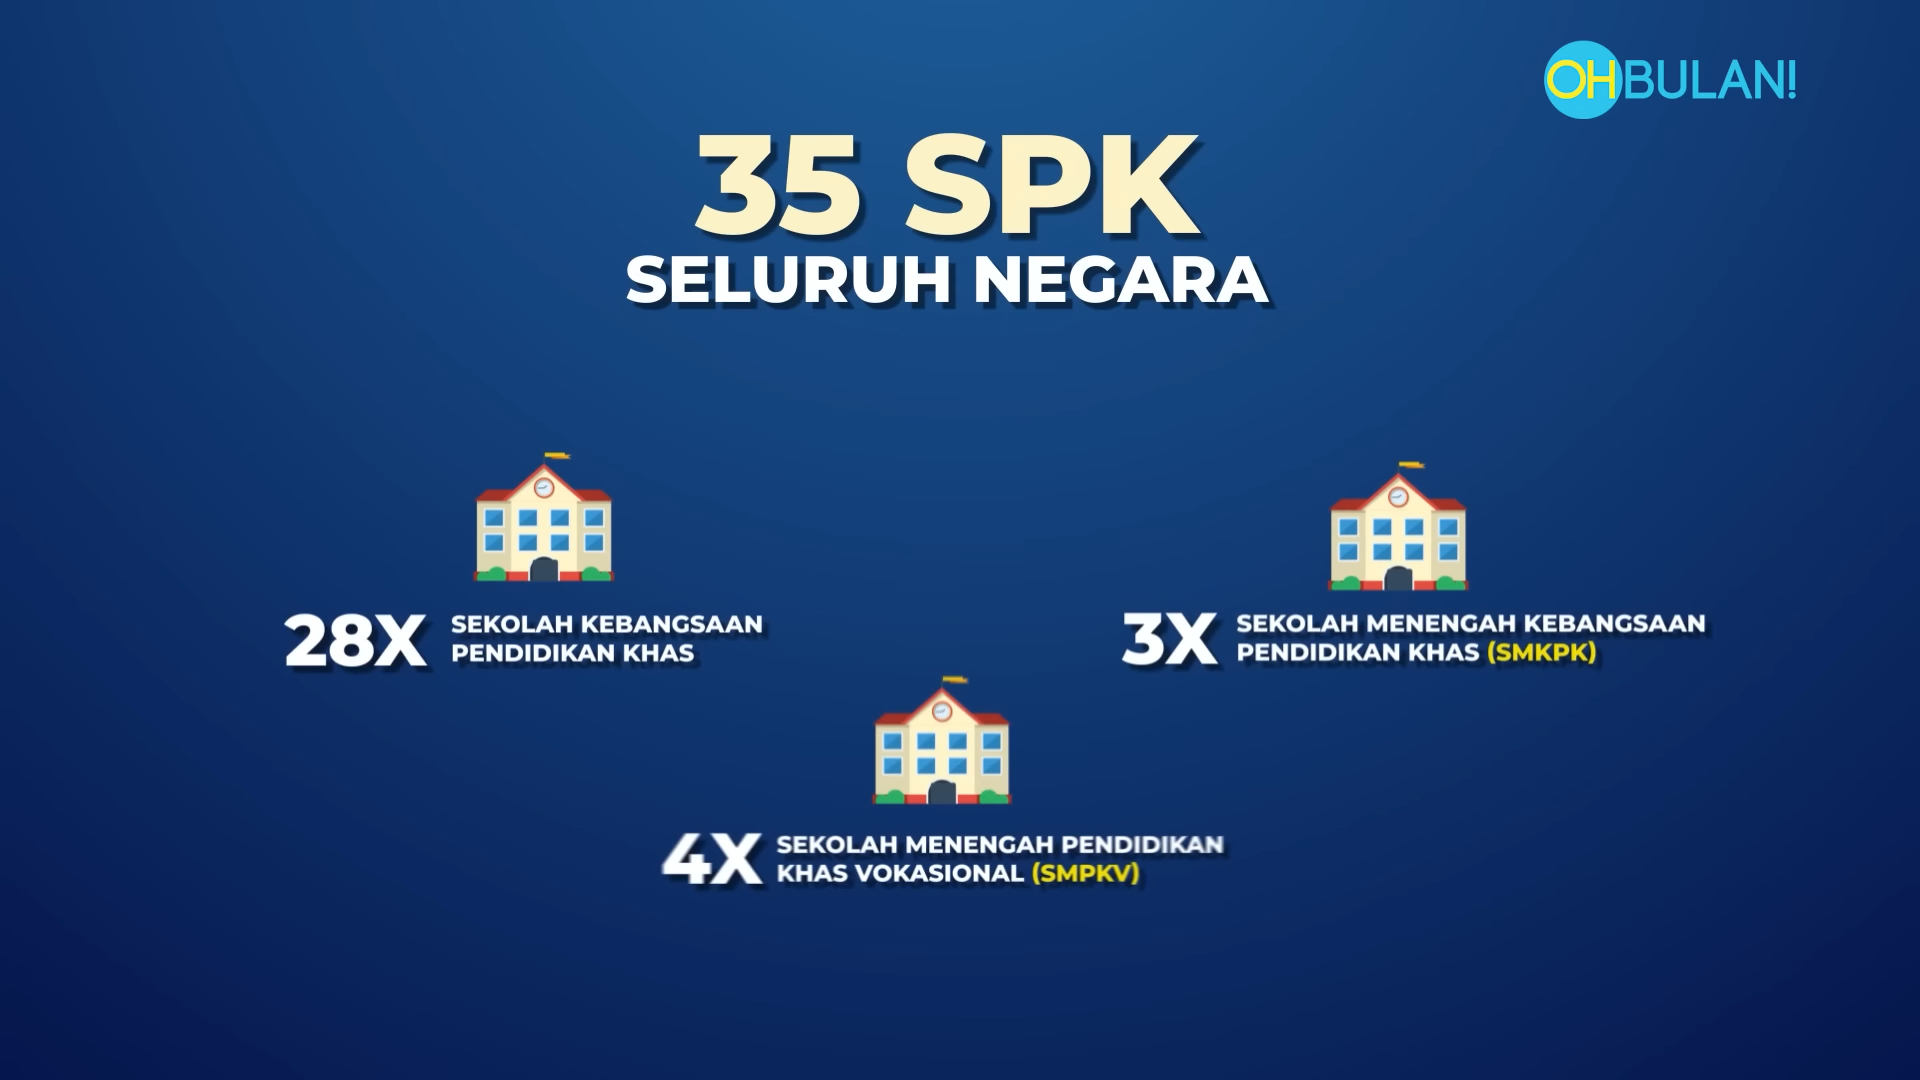 OHBULAN!
35 SPK
SELURUH NEGARA
28X
SEKOLAH KEBANGSAAN
PENDIDIKAN KHAS
3X
SEKOLAH MENENGAH KEBANGSAAN
PENDIDIKAN KHAS (SMKPK)
4X
SEKOLAH MENENGAH PENDIDIKAN
KHAS VOKASIONAL (SMPKV)